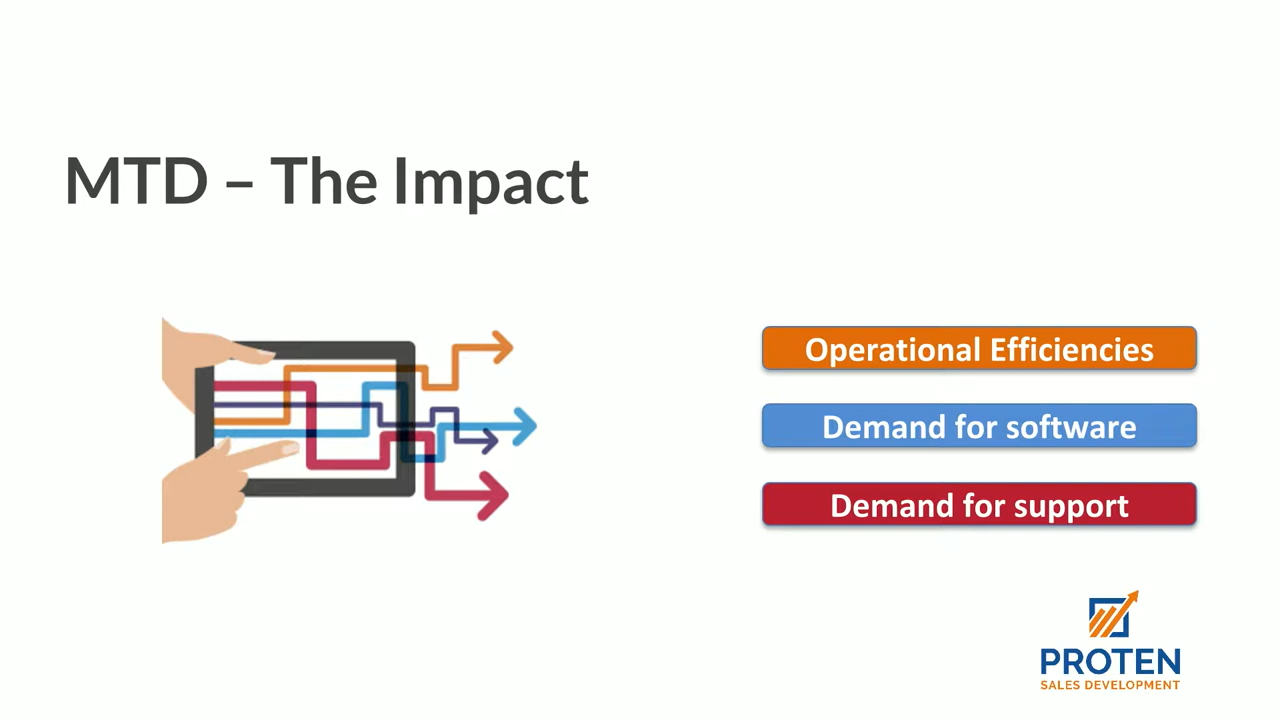 MTD – The Impact
Operational Efficiencies
Demand for software
Demand for support
PROTEN
SALES DEVELOPMENT